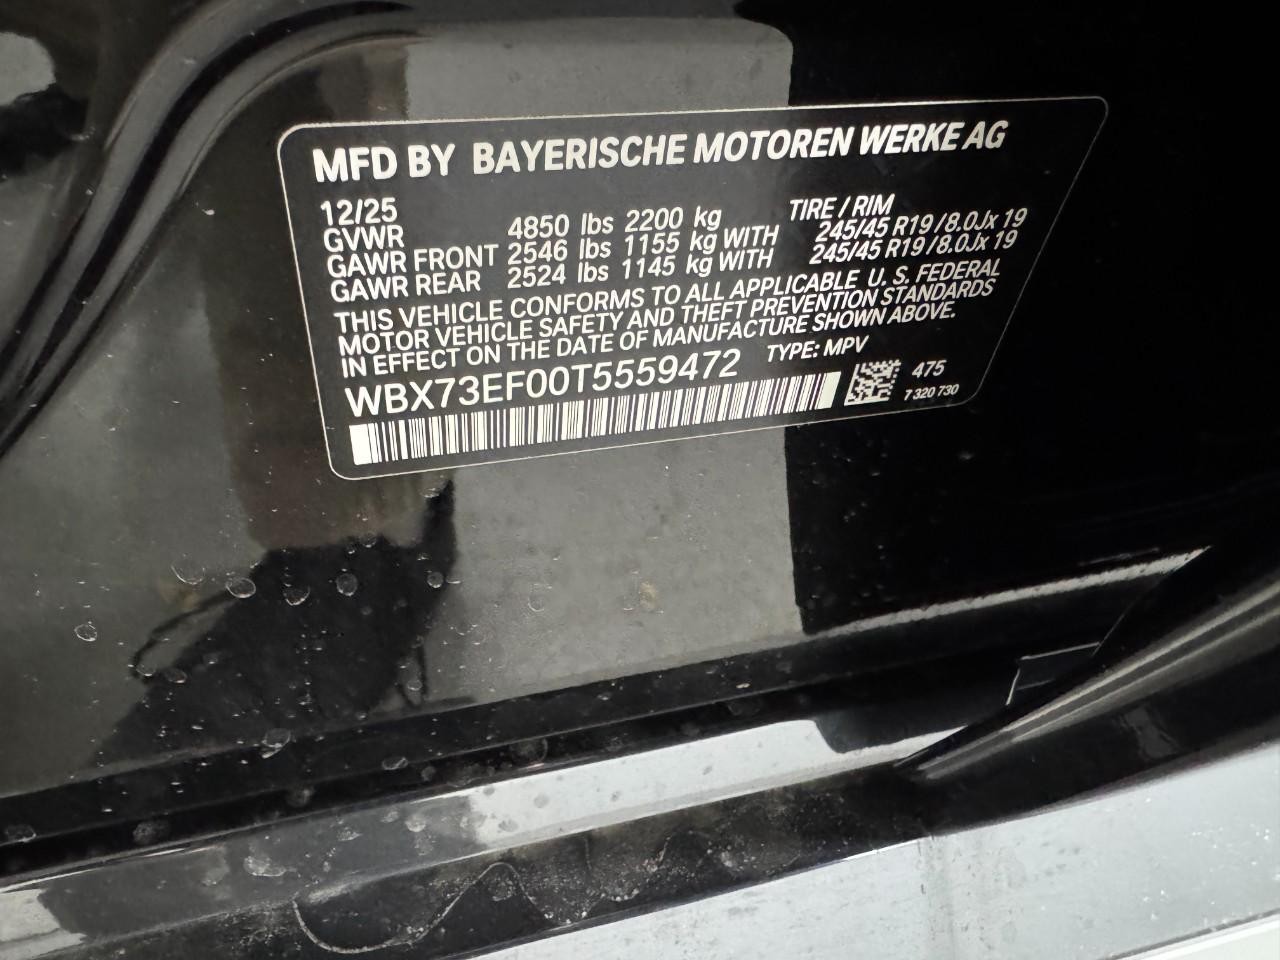 MFD BY BAYERISCHE MOTOREN WERKE AG
12/25 TIRE / RIM
GVWR 4850 lbs 2200 kg
GAWR FRONT 2546 lbs 1155 kg WITH 245/45 R19 / 8.0Jx 19
GAWR REAR 2524 lbs 1145 kg WITH 245/45 R19 / 8.0Jx 19
THIS VEHICLE CONFORMS TO ALL APPLICABLE U. S. FEDERAL
MOTOR VEHICLE SAFETY AND THEFT PREVENTION STANDARDS
IN EFFECT ON THE DATE OF MANUFACTURE SHOWN ABOVE.
WBX73EF00T5559472 TYPE: MPV
475
7 320 730